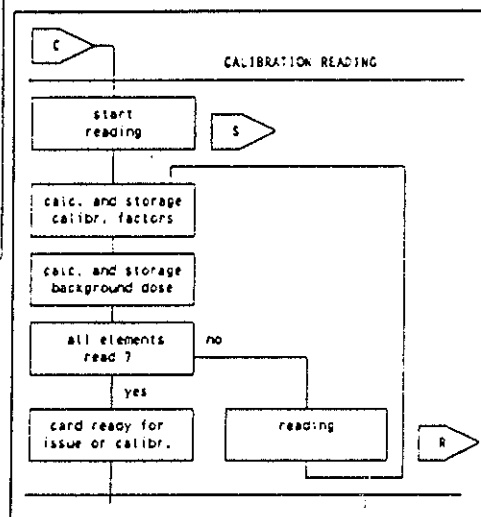 C
CALIBRATION READING
start
reading
S
calc. and storage
calibr. factors
calc. and storage
background dose
all elements
read ?
no
yes
card ready for
issue or calibr.
reading
R